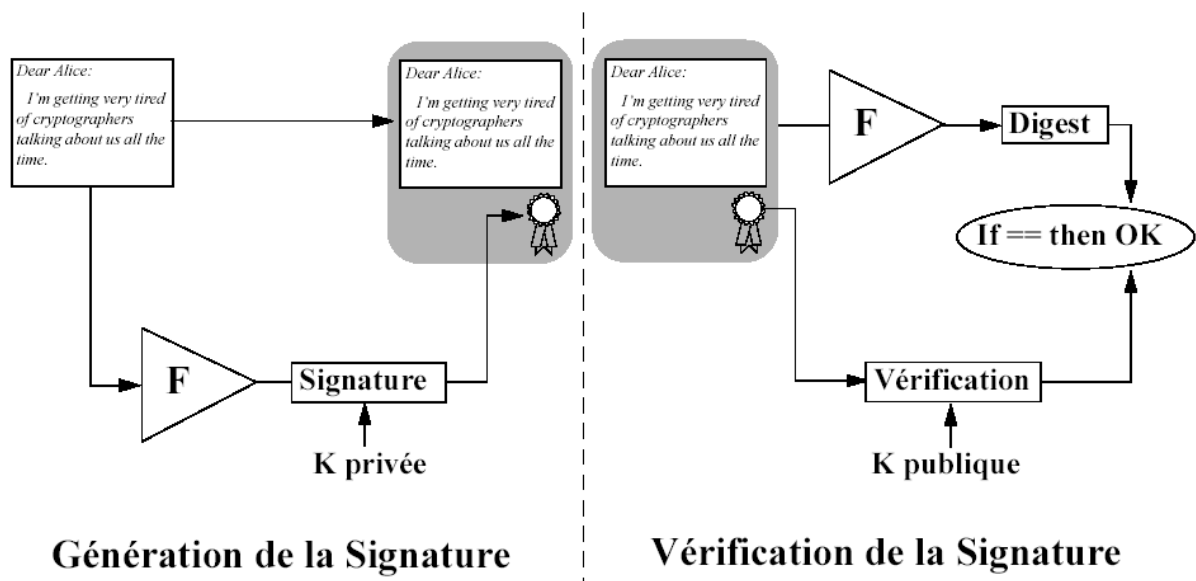 Dear Alice:
I'm getting very tired
of cryptographers
talking about us all the
time.
F
Signature
K privée
Dear Alice:
I'm getting very tired
of cryptographers
talking about us all the
time.
Génération de la Signature
Dear Alice:
I'm getting very tired
of cryptographers
talking about us all the
time.
F
Digest
If == then OK
Vérification
K publique
Vérification de la Signature